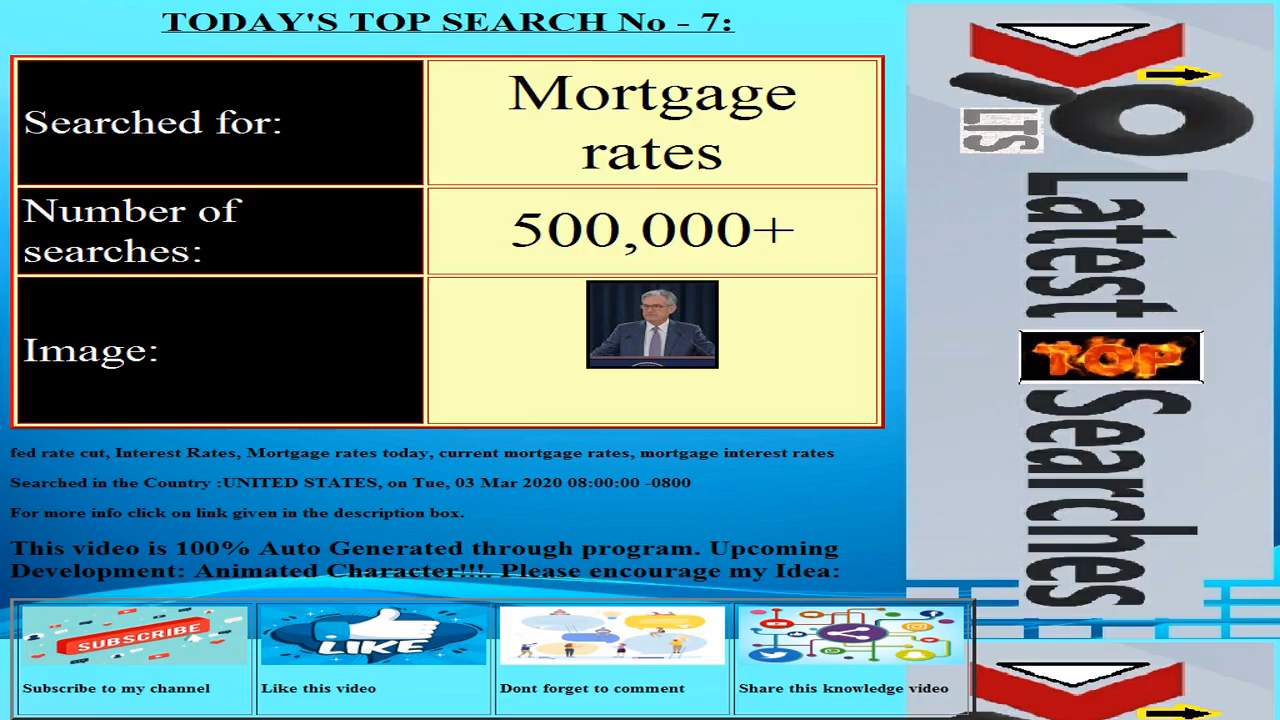 TODAY'S TOP SEARCH No - 7:
Searched for:
Mortgage
rates
Number of
searches:
500,000+
Image:
fed rate cut, Interest Rates, Mortgage rates today, current mortgage rates, mortgage interest rates
Searched in the Country :UNITED STATES, on Tue, 03 Mar 2020 08:00:00 -0800
For more info click on link given in the description box.
This video is 100% Auto Generated through program. Upcoming
Development: Animated Character!!!. Please encourage my Idea:
SUBSCRIBE
LIKE
Subscribe to my channel
Like this video
Dont forget to comment
Share this knowledge video
LTS
Latest
TOP
Searches